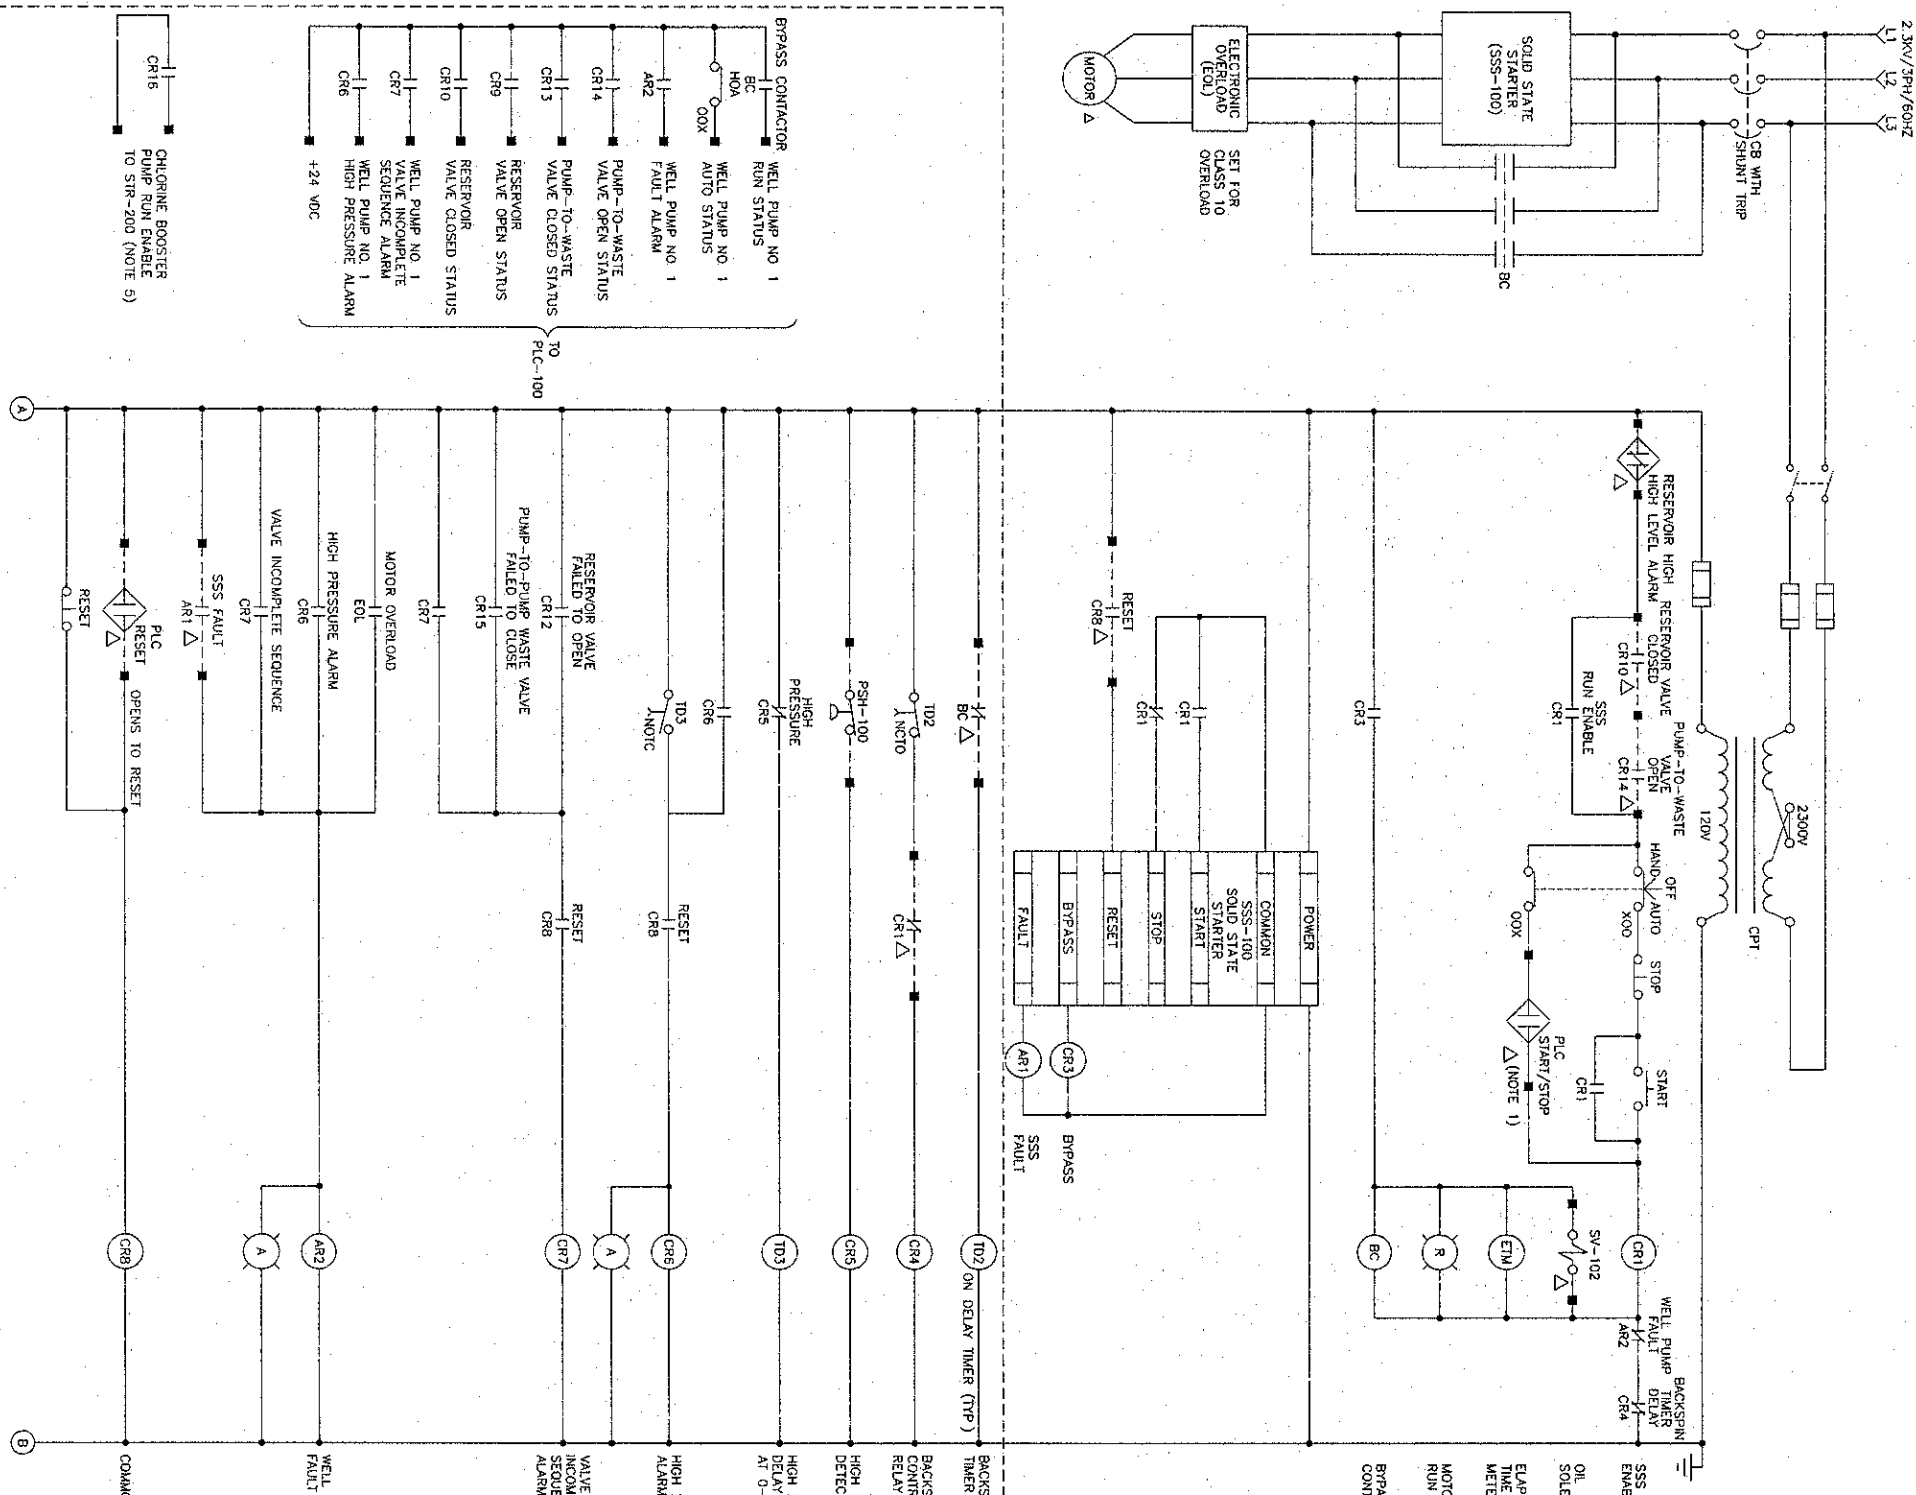 2.3KV/3PH/60HZ
L1
L2
L3
CB WITH
SHUNT TRIP
SOLID STATE
STARTER
(SSS-100)
BC
ELECTRONIC
OVERLOAD
(EOL)
SET FOR
CLASS 10
OVERLOAD
MOTOR
2300V
120V
CPT
RESERVOIR HIGH
HIGH LEVEL ALARM
RESERVOIR VALVE
CLOSED
CR10
PUMP-TO-WASTE
VALVE
OPEN
CR14
SSS
RUN ENABLE
CR1
HAND
OFF
AUTO
XOO
OOX
STOP
START
CR1
PLC
START/STOP
(NOTE 1)
CR1
WELL PUMP
FAULT
AR2
BACKSPIN
TIMER
DELAY
CR4
SV-102
ETM
R
CR3
BC
POWER
COMMON
SSS-100
SOLID STATE
STARTER
START
STOP
RESET
BYPASS
FAULT
CR1
CR1
RESET
CR8
CR3
AR1
BYPASS
SSS
FAULT
BC
TD2
ON DELAY TIMER (TYP)
TD2
NCTO
CR1
CR4
PSH-100
CR5
HIGH
PRESSURE
CR5
TD3
CR6
TD3
NOTC
RESET
CR8
CR6
A
RESERVOIR VALVE
FAILED TO OPEN
CR12
PUMP-TO-PUMP WASTE VALVE
FAILED TO CLOSE
CR15
CR7
RESET
CR8
CR7
MOTOR OVERLOAD
EOL
HIGH PRESSURE ALARM
CR6
VALVE INCOMPLETE SEQUENCE
CR7
SSS FAULT
AR1
AR2
A
PLC
RESET
OPENS TO RESET
RESET
CR8
A
B
BYPASS CONTACTOR
BC
WELL PUMP NO. 1
RUN STATUS
HOA
OOX
WELL PUMP NO. 1
AUTO STATUS
AR2
WELL PUMP NO. 1
FAULT ALARM
CR14
PUMP-TO-WASTE
VALVE OPEN STATUS
CR13
PUMP-TO-WASTE
VALVE CLOSED STATUS
CR9
RESERVOIR
VALVE OPEN STATUS
CR10
RESERVOIR
VALVE CLOSED STATUS
CR7
WELL PUMP NO. 1
VALVE INCOMPLETE
SEQUENCE ALARM
CR6
WELL PUMP NO. 1
HIGH PRESSURE ALARM
+24 VDC
TO
PLC-100
CR16
CHLORINE BOOSTER
PUMP RUN ENABLE
TO STR-200 (NOTE 5)
SSS
ENAB
OIL
SOLE
ELAP
TIME
METE
MOTO
RUN
BYPA
CONT
BACKS
TIMER
BACKS
CONTR
RELAY
HIGH
DETEC
HIGH
DELAY
AT 0-
HIGH
ALARM
VALVE
INCOM
SEQUE
ALARM
WELL
FAULT
COMMO